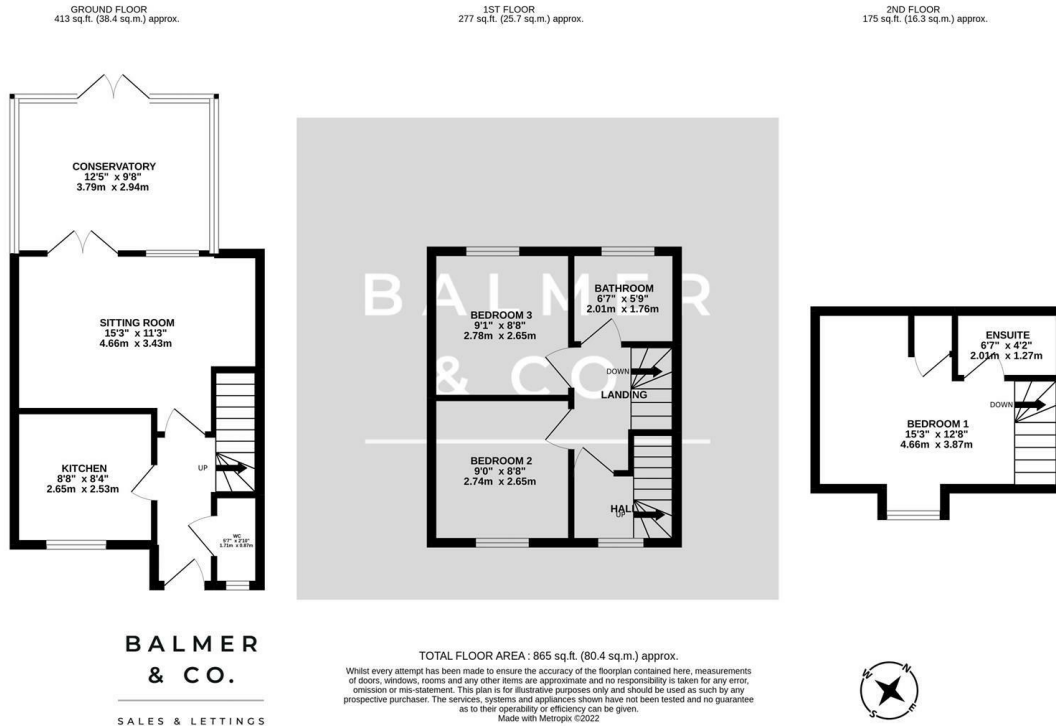 GROUND FLOOR
413 sq.ft. (38.4 sq.m.) approx.
1ST FLOOR
277 sq.ft. (25.7 sq.m.) approx.
2ND FLOOR
175 sq.ft. (16.3 sq.m.) approx.
CONSERVATORY
12'5" x 9'8"
3.79m x 2.94m
SITTING ROOM
15'3" x 11'3"
4.66m x 3.43m
UP
KITCHEN
8'8" x 8'4"
2.65m x 2.53m
WC
5'7" x 2'10"
1.71m x 0.87m
BALMER
& CO.
BEDROOM 3
9'1" x 8'8"
2.78m x 2.65m
BATHROOM
6'7" x 5'9"
2.01m x 1.76m
DOWN
LANDING
BEDROOM 2
9'0" x 8'8"
2.74m x 2.65m
HALL
UP
ENSUITE
6'7" x 4'2"
2.01m x 1.27m
DOWN
BEDROOM 1
15'3" x 12'8"
4.66m x 3.87m
BALMER
& CO.
SALES & LETTINGS
TOTAL FLOOR AREA : 865 sq.ft. (80.4 sq.m.) approx.
Whilst every attempt has been made to ensure the accuracy of the floorplan contained here, measurements
of doors, windows, rooms and any other items are approximate and no responsibility is taken for any error,
omission or mis-statement. This plan is for illustrative purposes only and should be used as such by any
prospective purchaser. The services, systems and appliances shown have not been tested and no guarantee
as to their operability or efficiency can be given.
Made with Metropix ©2022
N
W
E
S